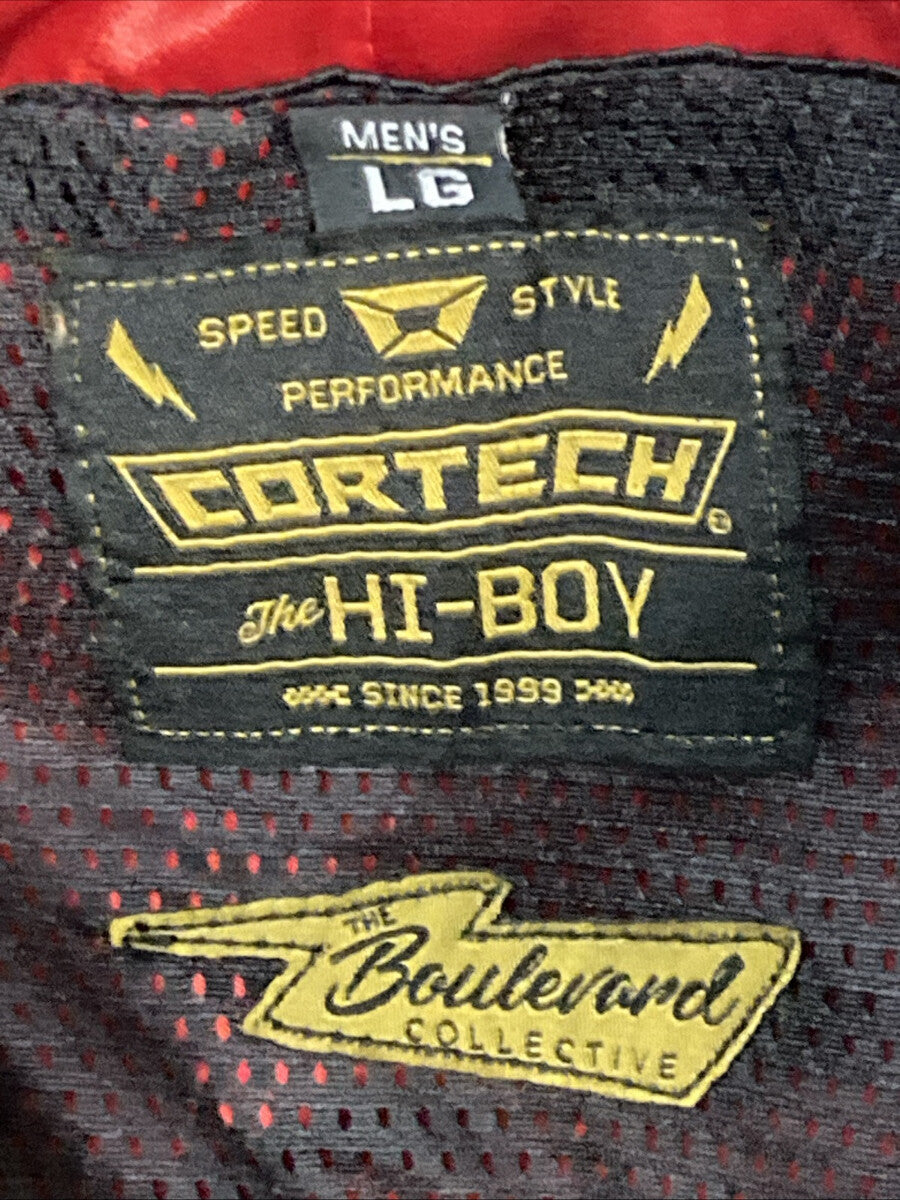 MEN'S
LG
SPEED STYLE
PERFORMANCE
CORTECH®
The HI-BOY
SINCE 1999
THE
Boulevard
COLLECTIVE